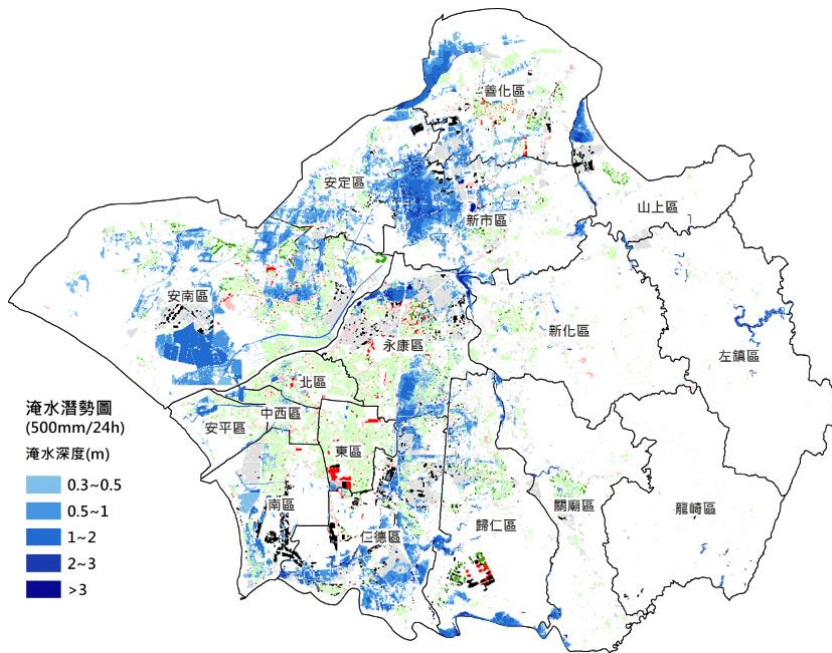 善化區
安定區
山上區
新市區
安南區
新化區
永康區
左鎮區
北區
中西區
安平區
東區
南區
仁德區
歸仁區
關廟區
龍崎區
淹水潛勢圖
(500mm/24h)
淹水深度(m)
0.3~0.5
0.5~1
1~2
2~3
>3